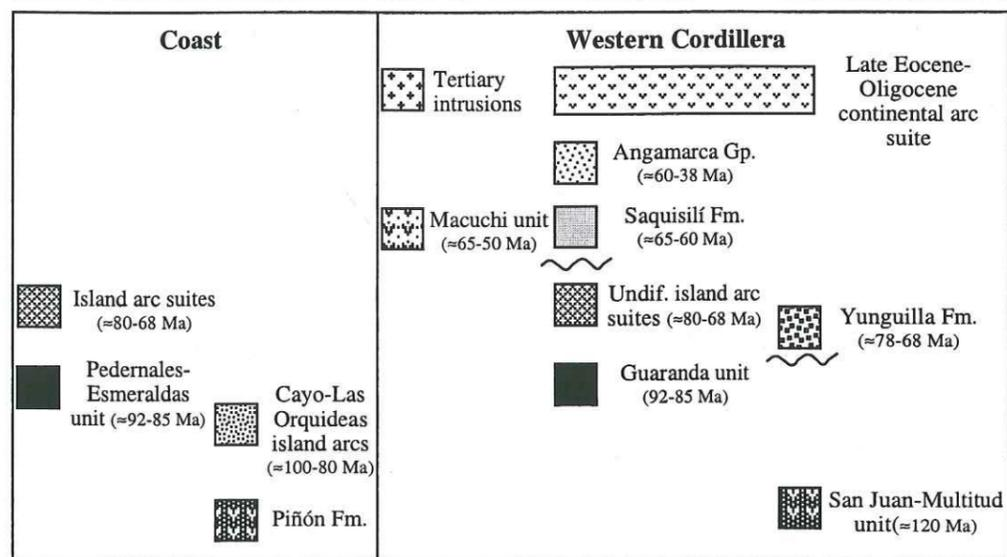 Coast
Island arc suites
(≈80-68 Ma)
Pedernales-
Esmeraldas
unit (≈92-85 Ma)
Cayo-Las
Orquideas
island arcs
(≈100-80 Ma)
Piñón Fm.
Western Cordillera
Tertiary
intrusions
Late Eocene-
Oligocene
continental arc
suite
Angamarca Gp.
(≈60-38 Ma)
Macuchi unit
(≈65-50 Ma)
Saquisilí Fm.
(≈65-60 Ma)
Undif. island arc
suites (≈80-68 Ma)
Yunguilla Fm.
(≈78-68 Ma)
Guaranda unit
(92-85 Ma)
San Juan-Multitud
unit(≈120 Ma)